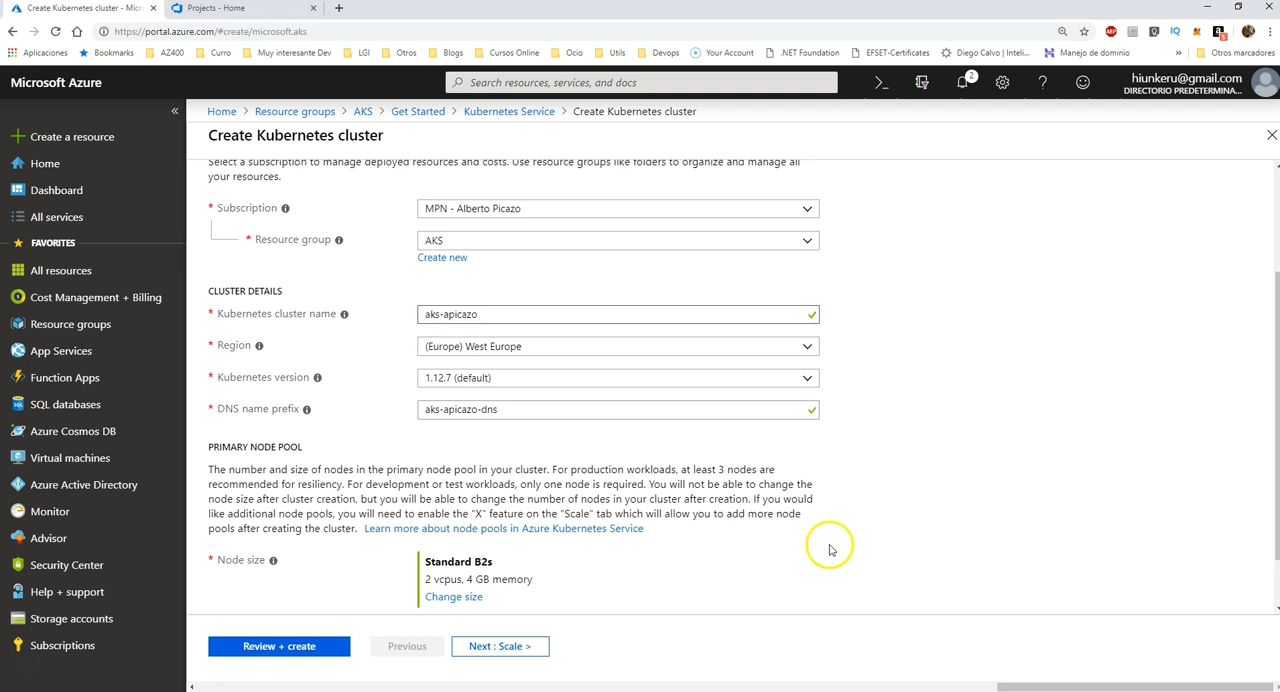 Create Kubernetes cluster - Mi
Projects - Home
https://portal.azure.com/#create/microsoft.aks
Aplicaciones
Bookmarks
AZ400
Curro
Muy interesante Dev
LGI
Otros
Blogs
Cursos Online
Ocio
Utils
Devops
Your Account
.NET Foundation
EFSET-Certificates
Diego Calvo | Inteli...
Manejo de dominio
»
Otros marcadores
Microsoft Azure
Search resources, services, and docs
2
hiunkeru@gmail.com
DIRECTORIO PREDETERMINA...
«
Create a resource
Home
Dashboard
All services
FAVORITES
All resources
Cost Management + Billing
Resource groups
App Services
Function Apps
SQL databases
Azure Cosmos DB
Virtual machines
Azure Active Directory
Monitor
Advisor
Security Center
Help + support
Storage accounts
Subscriptions
Home > Resource groups > AKS > Get Started > Kubernetes Service > Create Kubernetes cluster
Create Kubernetes cluster
Select a subscription to manage deployed resources and costs. Use resource groups like folders to organize and manage all
your resources.
* Subscription
MPN - Alberto Picazo
* Resource group
AKS
Create new
CLUSTER DETAILS
* Kubernetes cluster name
aks-apicazo
* Region
(Europe) West Europe
* Kubernetes version
1.12.7 (default)
* DNS name prefix
aks-apicazo-dns
PRIMARY NODE POOL
The number and size of nodes in the primary node pool in your cluster. For production workloads, at least 3 nodes are
recommended for resiliency. For development or test workloads, only one node is required. You will not be able to change the
node size after cluster creation, but you will be able to change the number of nodes in your cluster after creation. If you would
like additional node pools, you will need to enable the "X" feature on the "Scale" tab which will allow you to add more node
pools after creating the cluster. Learn more about node pools in Azure Kubernetes Service
* Node size
Standard B2s
2 vcpus, 4 GB memory
Change size
Review + create
Previous
Next : Scale >